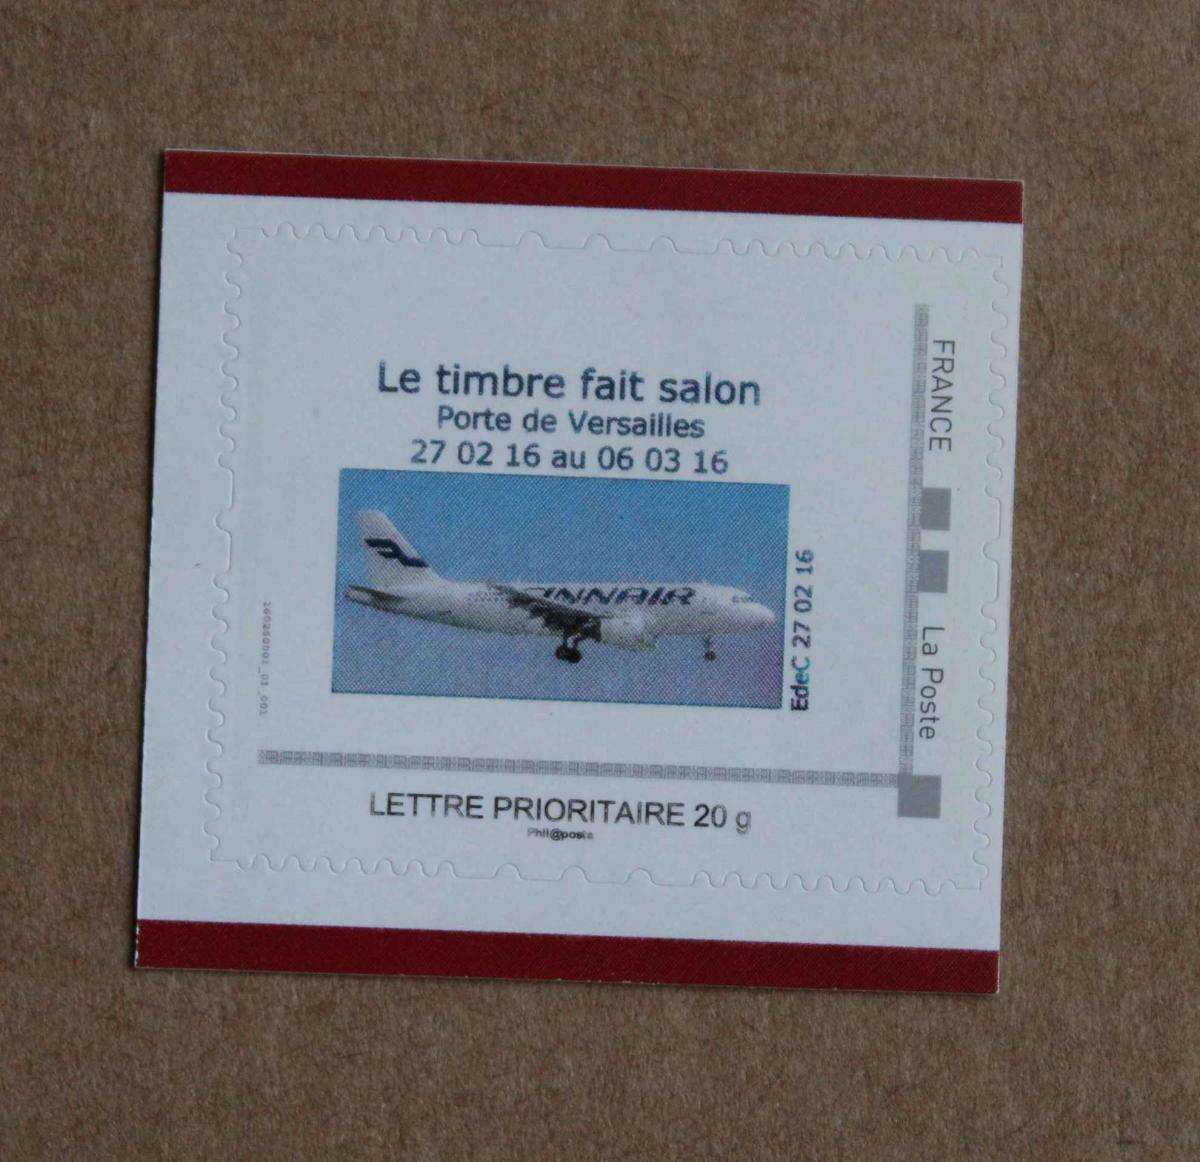 Le timbre fait salon
Porte de Versailles
27 02 16 au 06 03 16
FINNAIR
EdeC 27 02 16
FRANCE
La Poste
LETTRE PRIORITAIRE 20 g
Phil@poste